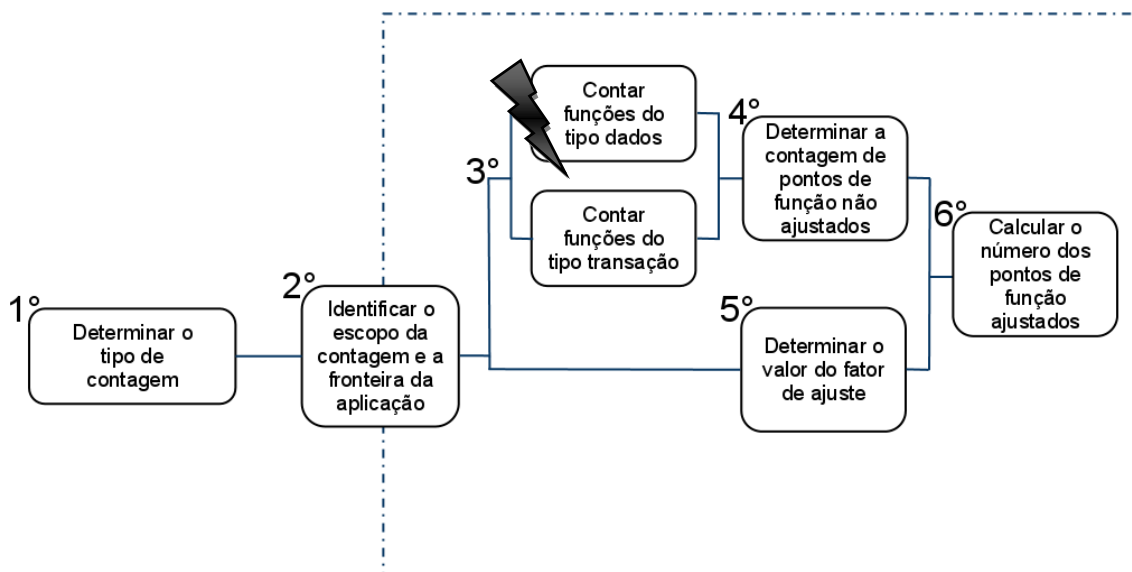 1°
Determinar o
tipo de
contagem
2°
Identificar o
escopo da
contagem e a
fronteira da
aplicação
3°
Contar
funções do
tipo dados
Contar
funções do
tipo transação
4°
Determinar a
contagem de
pontos de
função não
ajustados
5°
Determinar o
valor do fator
de ajuste
6°
Calcular o
número dos
pontos de
função
ajustados